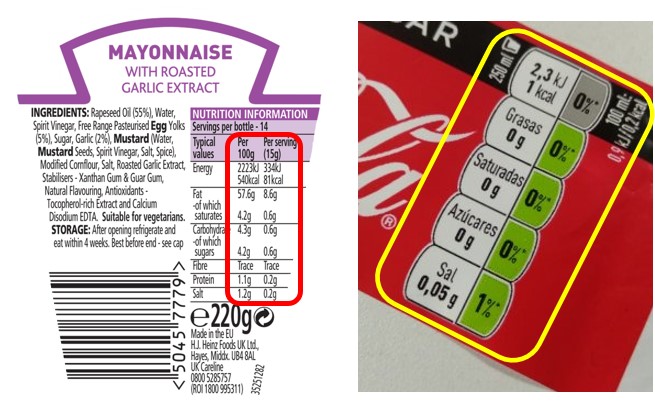 MAYONNAISE
WITH ROASTED
GARLIC EXTRACT
INGREDIENTS: Rapeseed Oil (55%), Water,
Spirit Vinegar, Free Range Pasteurised Egg Yolks
(5%), Sugar, Garlic (2%), Mustard (Water,
Mustard Seeds, Spirit Vinegar, Salt, Spice),
Modified Cornflour, Salt, Roasted Garlic Extract,
Stabilisers - Xanthan Gum & Guar Gum,
Natural Flavouring, Antioxidants -
Tocopherol-rich Extract and Calcium
Disodium EDTA. Suitable for vegetarians.
STORAGE: After opening refrigerate and
eat within 4 weeks. Best before end - see cap
NUTRITION INFORMATION
Servings per bottle - 14
Typical values Per 100g Per serving (15g)
Energy 2223kJ 334kJ
540kcal 81kcal
Fat 57.6g 8.6g
-of which
saturates 4.2g 0.6g
Carbohydrate 4.3g 0.6g
-of which
sugars 4.2g 0.6g
Fibre Trace Trace
Protein 1.1g 0.2g
Salt 1.2g 0.2g
e220g
Made in the EU
H.J. Heinz Foods UK Ltd.,
Hayes, Middx. UB4 8AL
UK Careline
0800 5285757
(ROI 1800 995311)
35251282
<5045 7779>
AR
250 ml
2,3 kJ
1 kcal
0%*
Grasas
0 g
0%*
Saturadas
0 g
0%*
Azúcares
0 g
0%*
Sal
0,05 g
1%*
100 ml:
0,9 kJ/0,2 kcal
la®